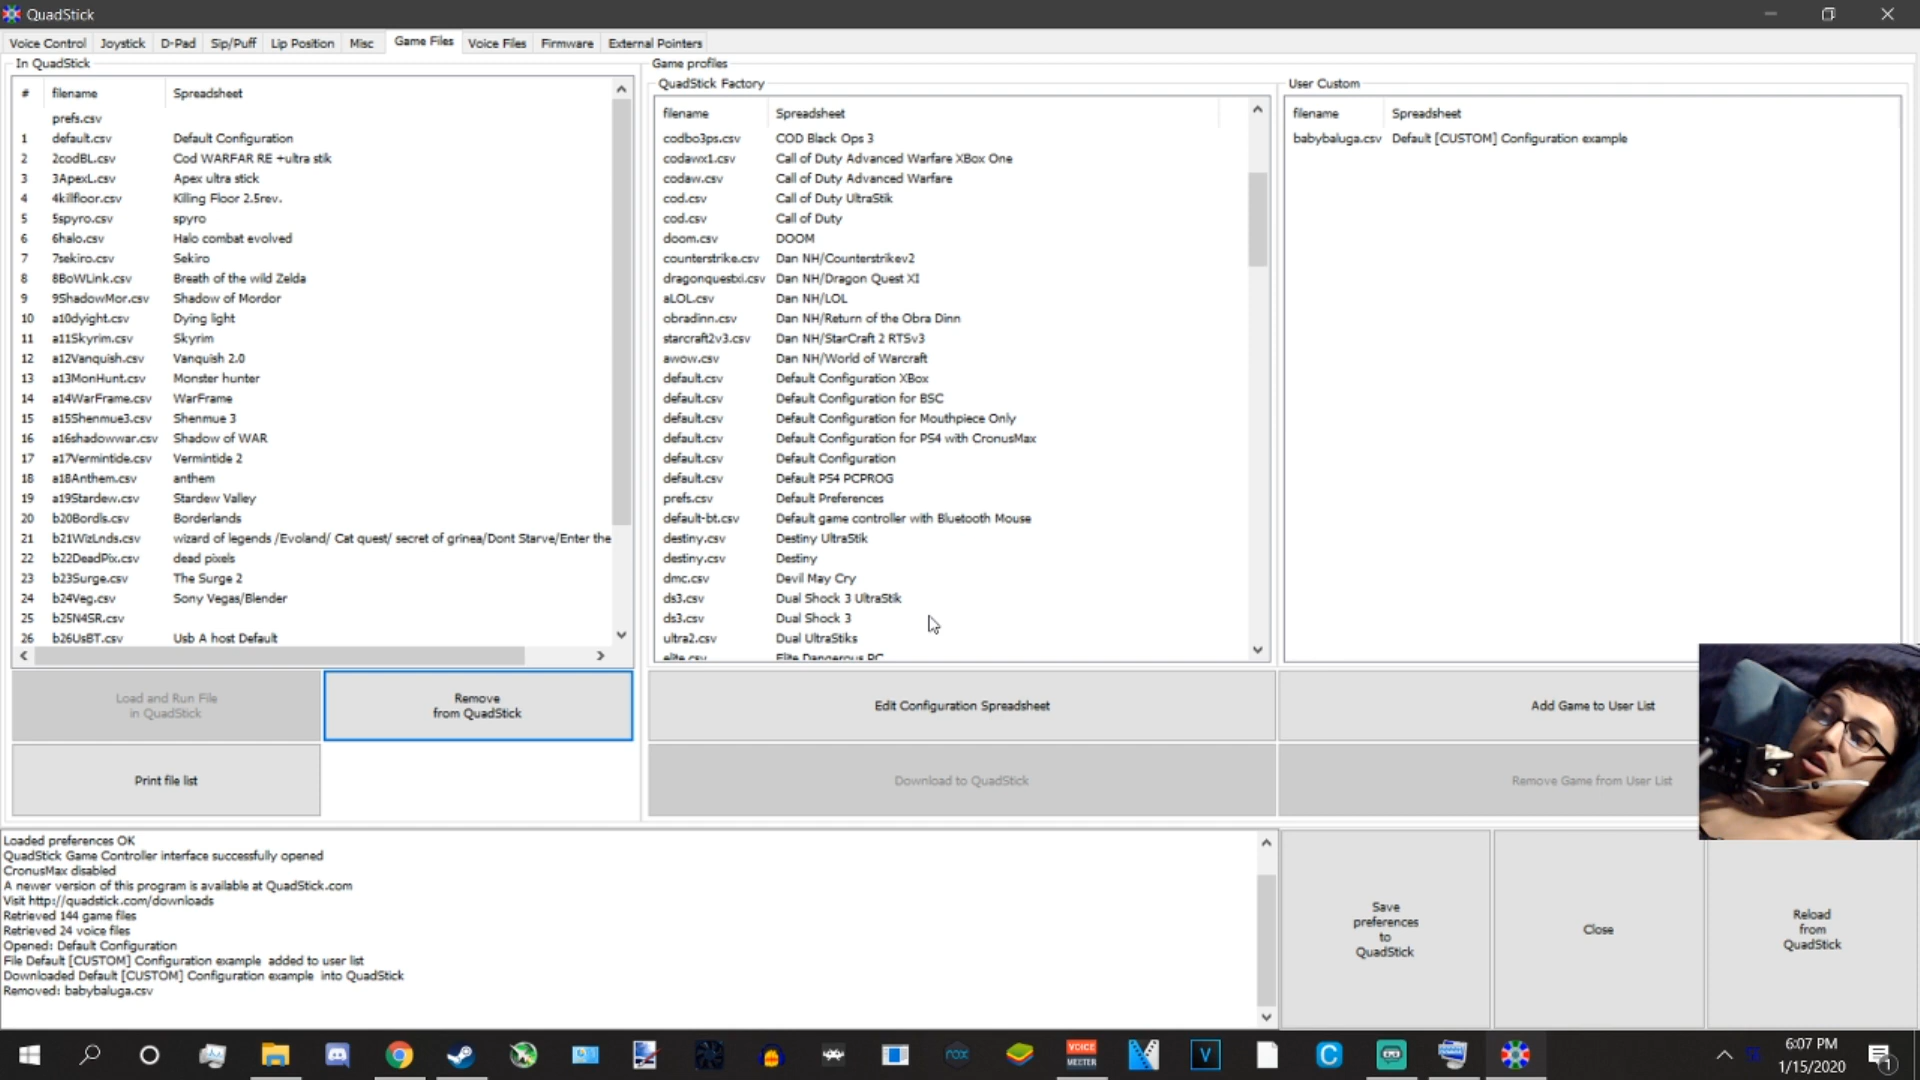 QuadStick
Voice Control Joystick D-Pad Sip/Puff Lip Position Misc Game Files Voice Files Firmware External Pointers
In QuadStick
# filename Spreadsheet
prefs.csv
1 default.csv Default Configuration
2 2codBL.csv Cod WARFAR RE +ultra stik
3 3ApexL.csv Apex ultra stick
4 4killfloor.csv Killing Floor 2.5rev.
5 5spyro.csv spyro
6 6halo.csv Halo combat evolved
7 7sekiro.csv Sekiro
8 8BoWLink.csv Breath of the wild Zelda
9 9ShadowMor.csv Shadow of Mordor
10 a10dyight.csv Dying light
11 a11Skyrim.csv Skyrim
12 a12Vanquish.csv Vanquish 2.0
13 a13MonHunt.csv Monster hunter
14 a14WarFrame.csv WarFrame
15 a15Shenmue3.csv Shenmue 3
16 a16shadowwar.csv Shadow of WAR
17 a17Vermintide.csv Vermintide 2
18 a18Anthem.csv anthem
19 a19Stardew.csv Stardew Valley
20 b20Bordls.csv Borderlands
21 b21WizLnds.csv wizard of legends /Evoland/ Cat quest/ secret of grinea/Dont Starve/Enter the
22 b22DeadPix.csv dead pixels
23 b23Surge.csv The Surge 2
24 b24Veg.csv Sony Vegas/Blender
25 b25N4SR.csv
26 b26UsBT.csv Usb A host Default
Load and Run File
in QuadStick
Remove
from QuadStick
Print file list
Game profiles
QuadStick Factory
filename Spreadsheet
codbo3ps.csv COD Black Ops 3
codawx1.csv Call of Duty Advanced Warfare XBox One
codaw.csv Call of Duty Advanced Warfare
cod.csv Call of Duty UltraStik
cod.csv Call of Duty
doom.csv DOOM
counterstrike.csv Dan NH/Counterstrikev2
dragonquestxi.csv Dan NH/Dragon Quest XI
aLOL.csv Dan NH/LOL
obradinn.csv Dan NH/Return of the Obra Dinn
starcraft2v3.csv Dan NH/StarCraft 2 RTSv3
awow.csv Dan NH/World of Warcraft
default.csv Default Configuration XBox
default.csv Default Configuration for BSC
default.csv Default Configuration for Mouthpiece Only
default.csv Default Configuration for PS4 with CronusMax
default.csv Default Configuration
default.csv Default PS4 PCPROG
prefs.csv Default Preferences
default-bt.csv Default game controller with Bluetooth Mouse
destiny.csv Destiny UltraStik
destiny.csv Destiny
dmc.csv Devil May Cry
ds3.csv Dual Shock 3 UltraStik
ds3.csv Dual Shock 3
ultra2.csv Dual UltraStiks
elite.csv Elite Dangerous PC
Edit Configuration Spreadsheet
Download to QuadStick
User Custom
filename Spreadsheet
babybaluga.csv Default [CUSTOM] Configuration example
Add Game to User List
Remove Game from User List
Loaded preferences OK
QuadStick Game Controller interface successfully opened
CronusMax disabled
A newer version of this program is available at QuadStick.com
Visit http://quadstick.com/downloads
Retrieved 144 game files
Retrieved 24 voice files
Opened: Default Configuration
File Default [CUSTOM] Configuration example added to user list
Downloaded Default [CUSTOM] Configuration example into QuadStick
Removed: babybaluga.csv
Save
preferences
to
QuadStick
Close
Reload
from
QuadStick
nox
VOICE
MEETER
V
C
6:07 PM
1/15/2020
1